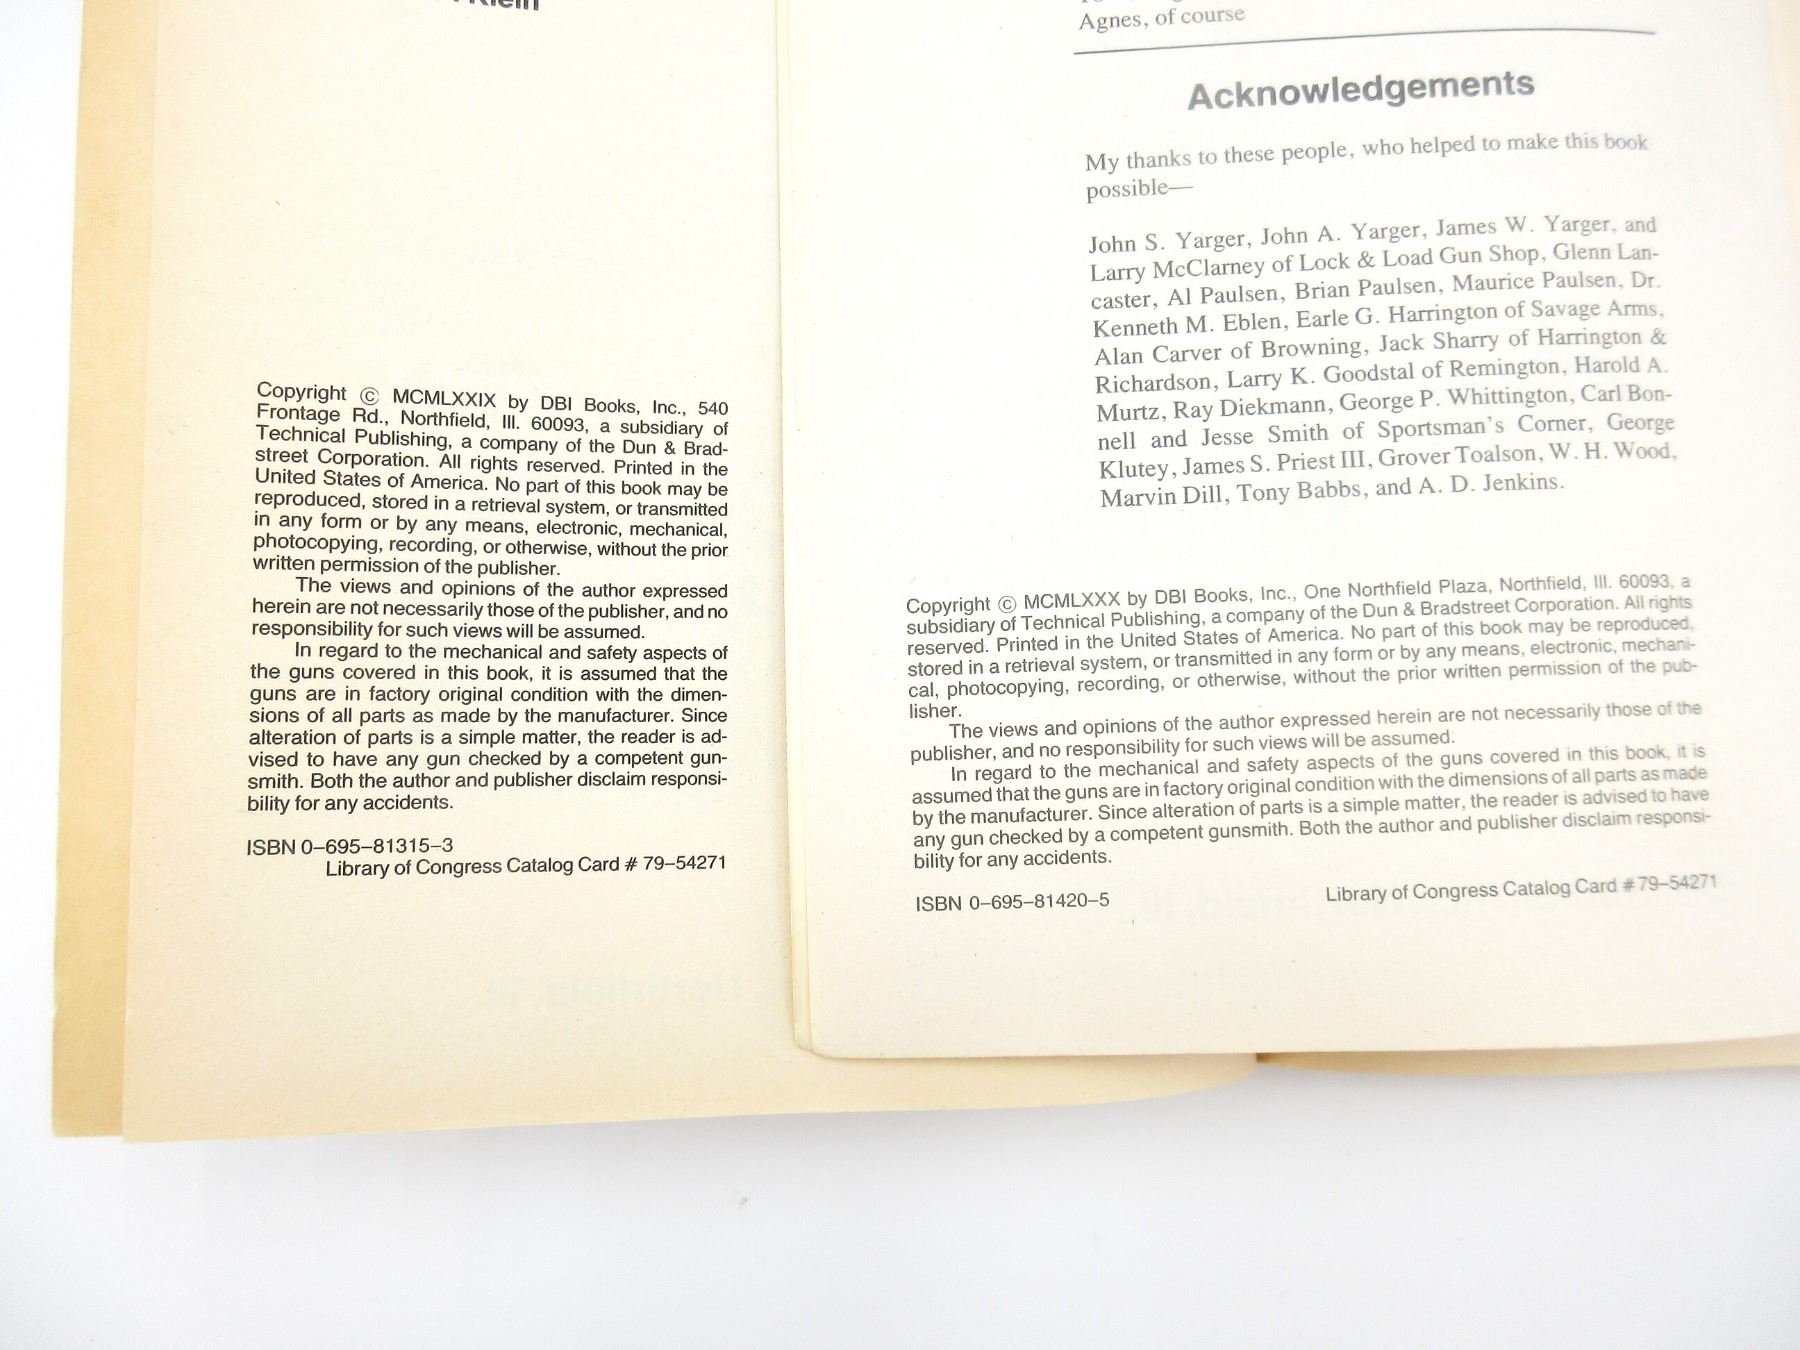 Klein
Copyright © MCMLXXIX by DBI Books, Inc., 540
Frontage Rd., Northfield, Ill. 60093, a subsidiary of
Technical Publishing, a company of the Dun & Brad-
street Corporation. All rights reserved. Printed in the
United States of America. No part of this book may be
reproduced, stored in a retrieval system, or transmitted
in any form or by any means, electronic, mechanical,
photocopying, recording, or otherwise, without the prior
written permission of the publisher.
The views and opinions of the author expressed
herein are not necessarily those of the publisher, and no
responsibility for such views will be assumed.
In regard to the mechanical and safety aspects of
the guns covered in this book, it is assumed that the
guns are in factory original condition with the dimen-
sions of all parts as made by the manufacturer. Since
alteration of parts is a simple matter, the reader is ad-
vised to have any gun checked by a competent gun-
smith. Both the author and publisher disclaim responsi-
bility for any accidents.
ISBN 0-695-81315-3
Library of Congress Catalog Card # 79-54271
Agnes, of course
Acknowledgements
My thanks to these people, who helped to make this book
possible—
John S. Yarger, John A. Yarger, James W. Yarger, and
Larry McClarney of Lock & Load Gun Shop, Glenn Lan-
caster, Al Paulsen, Brian Paulsen, Maurice Paulsen, Dr.
Kenneth M. Eblen, Earle G. Harrington of Savage Arms,
Alan Carver of Browning, Jack Sharry of Harrington &
Richardson, Larry K. Goodstal of Remington, Harold A.
Murtz, Ray Diekmann, George P. Whittington, Carl Bon-
nell and Jesse Smith of Sportsman's Corner, George
Klutey, James S. Priest III, Grover Toalson, W. H. Wood,
Marvin Dill, Tony Babbs, and A. D. Jenkins.
Copyright © MCMLXXX by DBI Books, Inc., One Northfield Plaza, Northfield, Ill. 60093, a
subsidiary of Technical Publishing, a company of the Dun & Bradstreet Corporation. All rights
reserved. Printed in the United States of America. No part of this book may be reproduced,
stored in a retrieval system, or transmitted in any form or by any means, electronic, mechani-
cal, photocopying, recording, or otherwise, without the prior written permission of the pub-
lisher.
The views and opinions of the author expressed herein are not necessarily those of the
publisher, and no responsibility for such views will be assumed.
In regard to the mechanical and safety aspects of the guns covered in this book, it is
assumed that the guns are in factory original condition with the dimensions of all parts as made
by the manufacturer. Since alteration of parts is a simple matter, the reader is advised to have
any gun checked by a competent gunsmith. Both the author and publisher disclaim responsi-
bility for any accidents.
ISBN 0-695-81420-5
Library of Congress Catalog Card # 79-54271